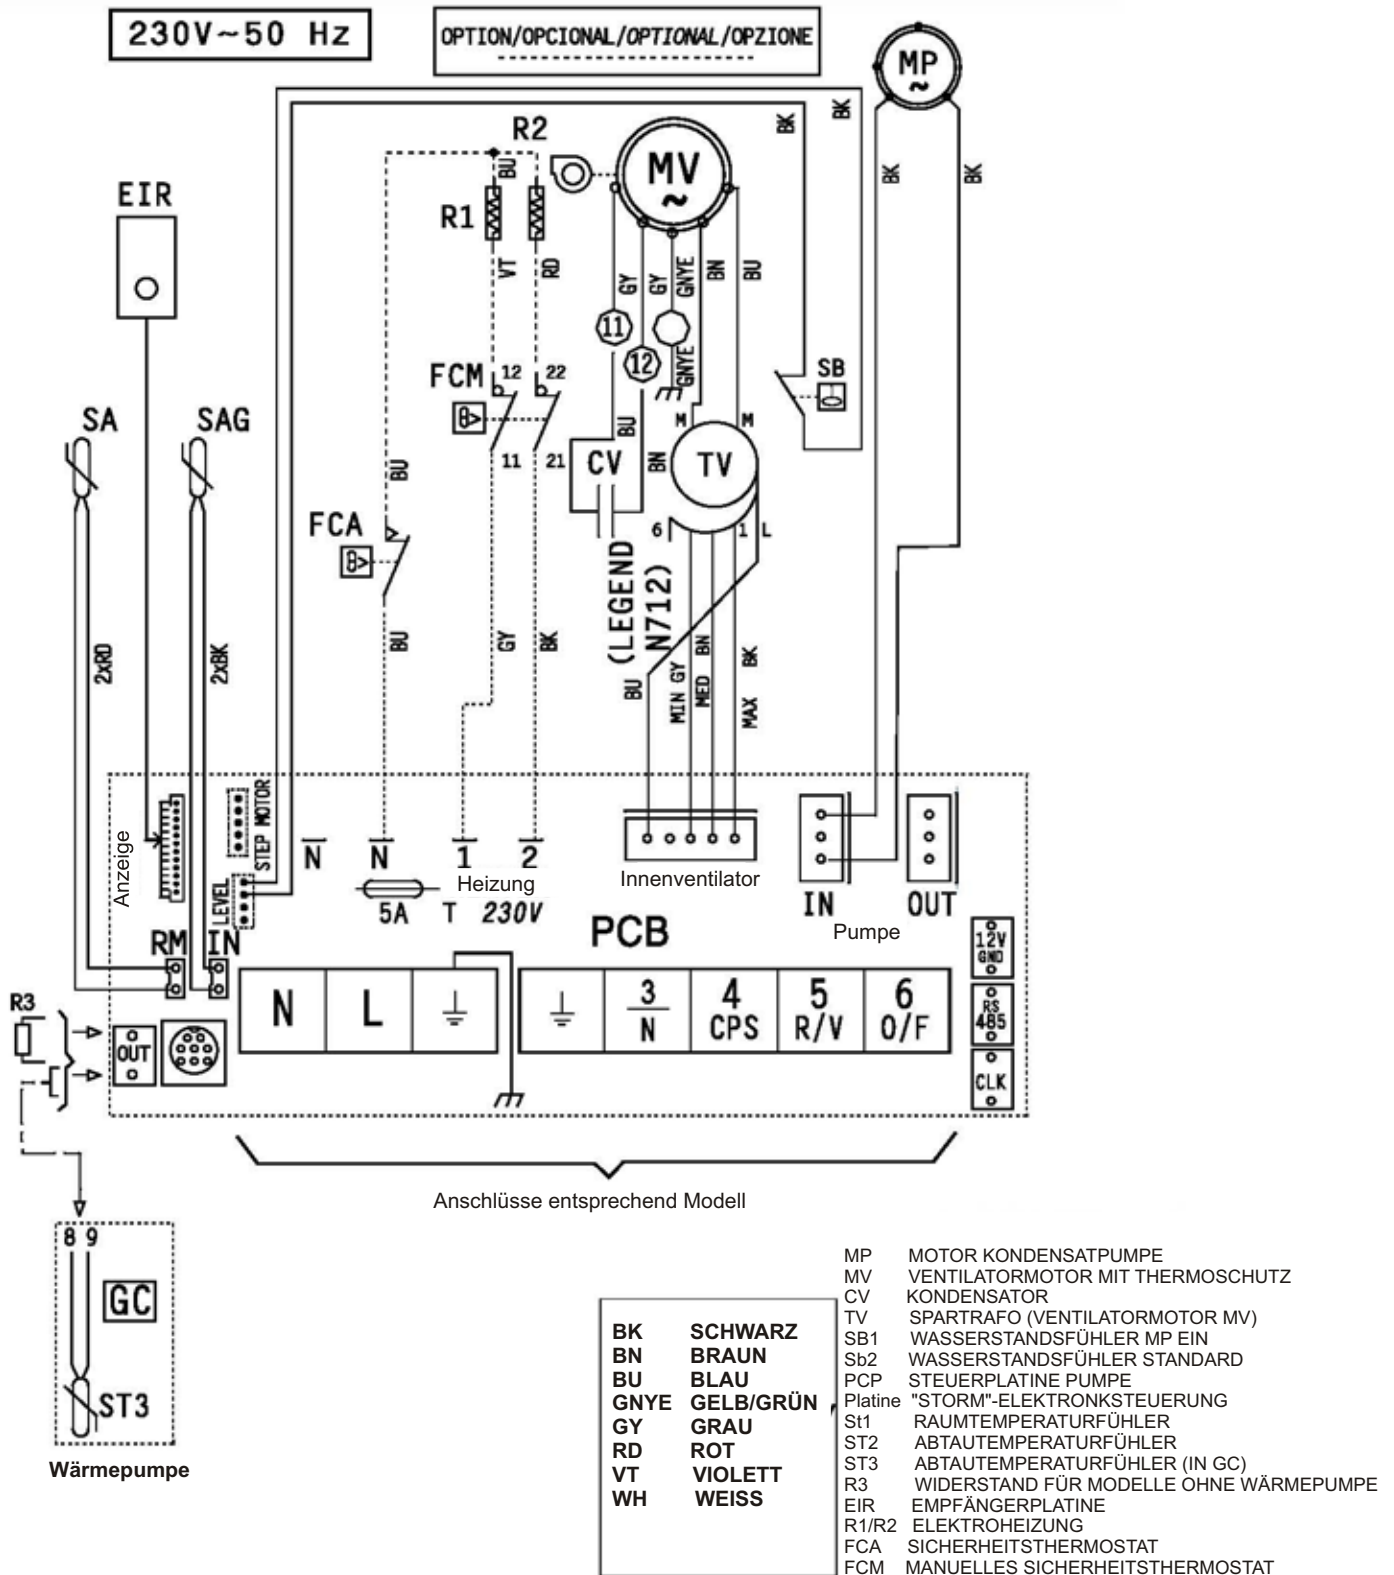 230V~50 Hz
OPTION/OPCIONAL/OPTIONAL/OPZIONE
MP
~
BK
BK
BK
BK
R2
MV
~
BU
R1
EIR
VT
RD
GY
GY
GNYE
BN
BU
11
12
GNYE
FCM
12
22
11
21
SB
SA
SAG
M
M
BU
CV
BN
TV
BU
6
1
L
FCA
(LEGEND
N712)
2xRD
2xBK
BU
GY
BK
BU
MIN GY
MED BN
MAX BK
Anzeige
STEP MOTOR
LEVEL
N
N
1
2
Heizung
5A T 230V
Innenventilator
IN
OUT
Pumpe
PCB
RM
IN
12V
GND
N
L
3
N
4
CPS
5
R/V
6
O/F
RS
485
CLK
R3
OUT
Anschlüsse entsprechend Modell
8 9
GC
ST3
Wärmepumpe
BK SCHWARZ
BN BRAUN
BU BLAU
GNYE GELB/GRÜN
GY GRAU
RD ROT
VT VIOLETT
WH WEISS
MP MOTOR KONDENSATPUMPE
MV VENTILATORMOTOR MIT THERMOSCHUTZ
CV KONDENSATOR
TV SPARTRAFO (VENTILATORMOTOR MV)
SB1 WASSERSTANDSFÜHLER MP EIN
Sb2 WASSERSTANDSFÜHLER STANDARD
PCP STEUERPLATINE PUMPE
Platine "STORM"-ELEKTRONKSTEUERUNG
St1 RAUMTEMPERATURFÜHLER
ST2 ABTAUTEMPERATURFÜHLER
ST3 ABTAUTEMPERATURFÜHLER (IN GC)
R3 WIDERSTAND FÜR MODELLE OHNE WÄRMEPUMPE
EIR EMPFÄNGERPLATINE
R1/R2 ELEKTROHEIZUNG
FCA SICHERHEITSTHERMOSTAT
FCM MANUELLES SICHERHEITSTHERMOSTAT